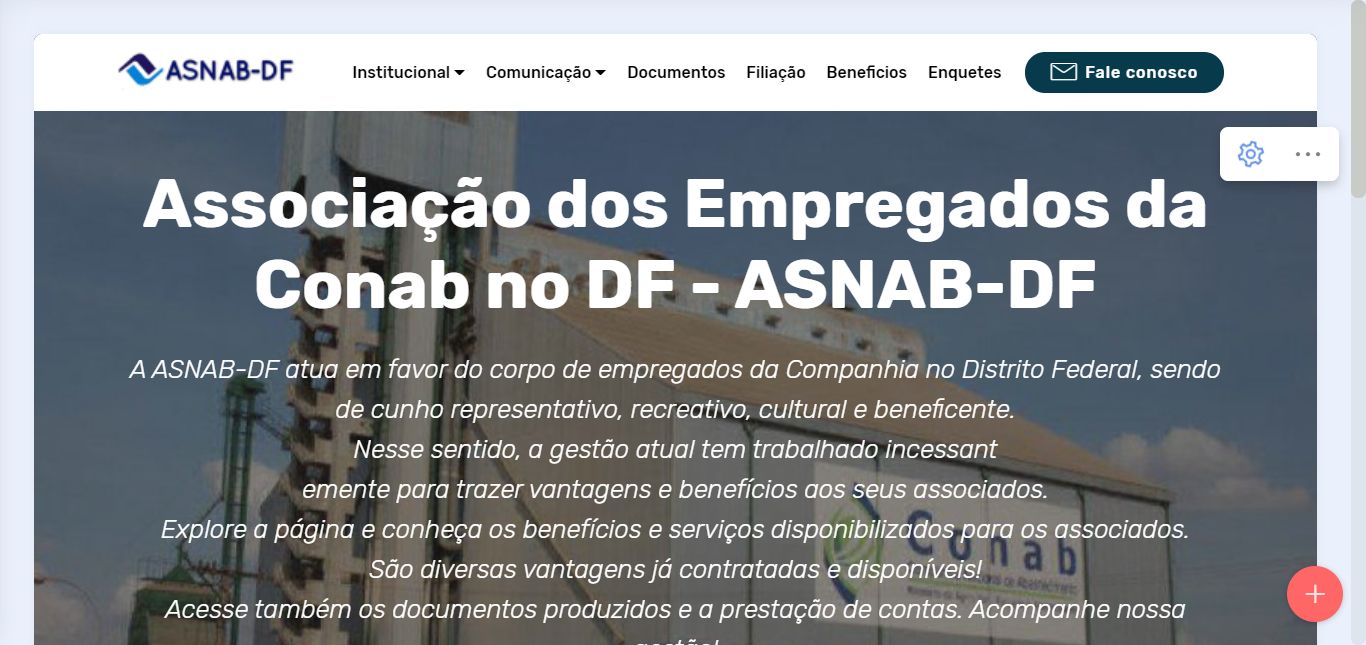 ASNAB-DF
Institucional Comunicação Documentos Filiação Beneficios Enquetes Fale conosco
Associação dos Empregados da
Conab no DF - ASNAB-DF
A ASNAB-DF atua em favor do corpo de empregados da Companhia no Distrito Federal, sendo
de cunho representativo, recreativo, cultural e beneficente.
Nesse sentido, a gestão atual tem trabalhado incessant
emente para trazer vantagens e benefícios aos seus associados.
Explore a página e conheça os benefícios e serviços disponibilizados para os associados.
Conab
São diversas vantagens já contratadas e disponíveis!
Acesse também os documentos produzidos e a prestação de contas. Acompanhe nossa
gestão!